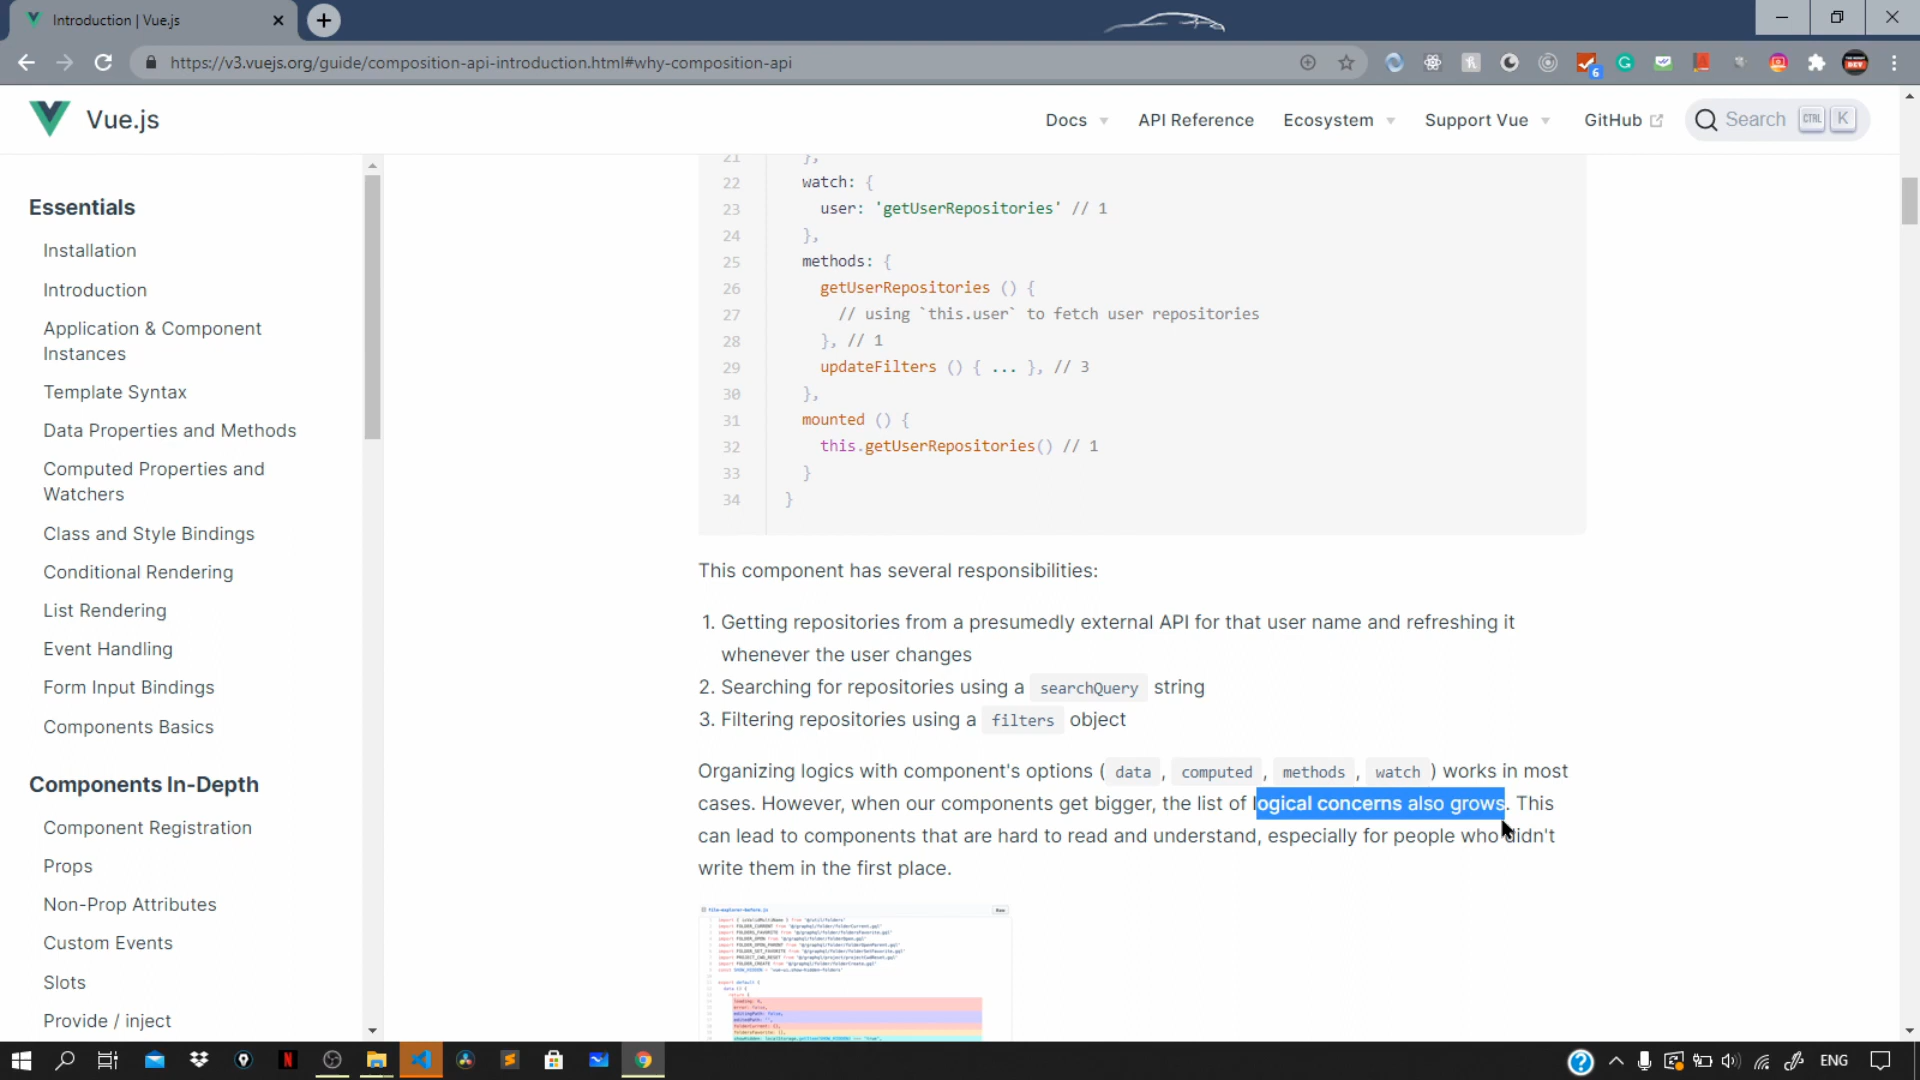 Introduction | Vue.js
https://v3.vuejs.org/guide/composition-api-introduction.html#why-composition-api
6
Vue.js
Docs
API Reference
Ecosystem
Support Vue
GitHub
Search
CTRL
K
Essentials
Installation
Introduction
Application & Component
Instances
Template Syntax
Data Properties and Methods
Computed Properties and
Watchers
Class and Style Bindings
Conditional Rendering
List Rendering
Event Handling
Form Input Bindings
Components Basics
Components In-Depth
Component Registration
Props
Non-Prop Attributes
Custom Events
Slots
Provide / inject
21 },
22 watch: {
23 user: 'getUserRepositories' // 1
24 },
25 methods: {
26 getUserRepositories () {
27 // using `this.user` to fetch user repositories
28 }, // 1
29 updateFilters () { ... }, // 3
30 },
31 mounted () {
32 this.getUserRepositories() // 1
33 }
34 }
This component has several responsibilities:
1. Getting repositories from a presumedly external API for that user name and refreshing it
whenever the user changes
2. Searching for repositories using a searchQuery string
3. Filtering repositories using a filters object
Organizing logics with component's options ( data , computed , methods , watch ) works in most
cases. However, when our components get bigger, the list of logical concerns also grows. This
can lead to components that are hard to read and understand, especially for people who didn't
write them in the first place.
ENG